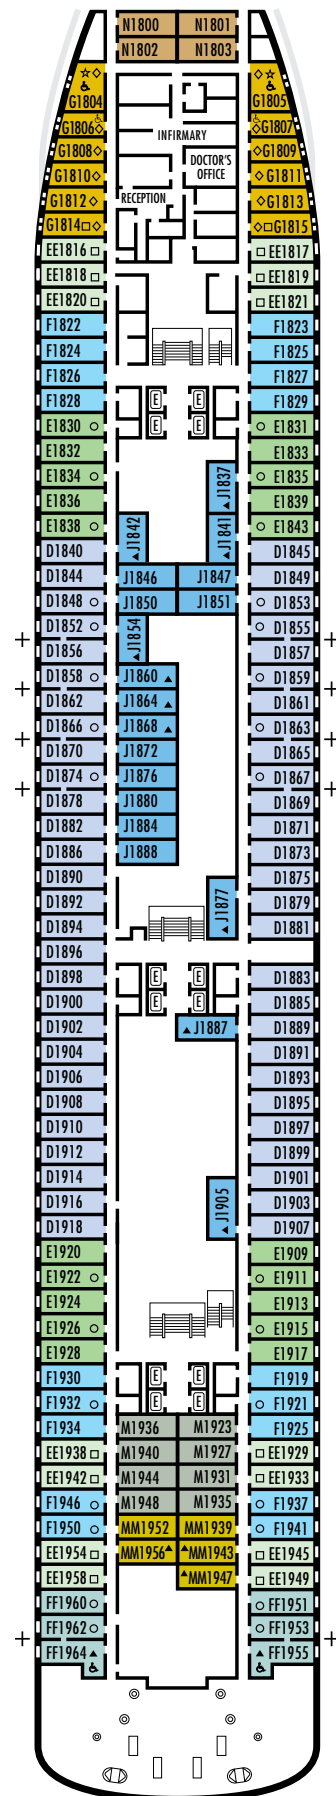 N1800 N1801
N1802 N1803
G1804 G1805
G1806 G1807
INFIRMARY
G1808 G1809
DOCTOR'S
OFFICE
G1810 G1811
RECEPTION
G1812 G1813
G1814 G1815
EE1816 EE1817
EE1818 EE1819
EE1820 EE1821
F1822 F1823
F1824 F1825
F1826 F1827
F1828 E E F1829
E1830 E E E1831
E1832 E1833
E1834 J1837 E1835
E1836 E1839
E1838 J1842 J1841 E1843
D1840 D1845
D1844 J1846 J1847 D1849
D1848 J1850 J1851 D1853
D1852 J1854 D1855
D1856 D1857
D1858 J1860 D1859
D1862 J1864 D1861
D1866 J1868 D1863
D1870 J1872 D1865
D1874 J1876 D1867
D1878 J1880 D1869
D1882 J1884 D1871
D1886 J1888 D1873
D1890 D1875
D1892 J1877 D1879
D1894 D1881
D1896
D1898 E E D1883
D1900 E E D1885
D1902 J1887 D1889
D1904 D1891
D1906 D1893
D1908 D1895
D1910 D1897
D1912 D1899
D1914 D1901
D1916 J1905 D1903
D1918 D1907
E1920 E1909
E1922 E1911
E1924 E1913
E1926 E1915
E1928 E1917
F1930 E E F1919
F1932 E E F1921
F1934 M1936 M1923 F1925
EE1938 M1940 M1927 EE1929
EE1942 M1944 M1931 EE1933
F1946 M1948 M1935 F1937
F1950 MM1952 MM1939 F1941
EE1954 MM1956 MM1943 EE1945
EE1958 MM1947 EE1949
FF1960 FF1951
FF1962 FF1953
FF1964 FF1955